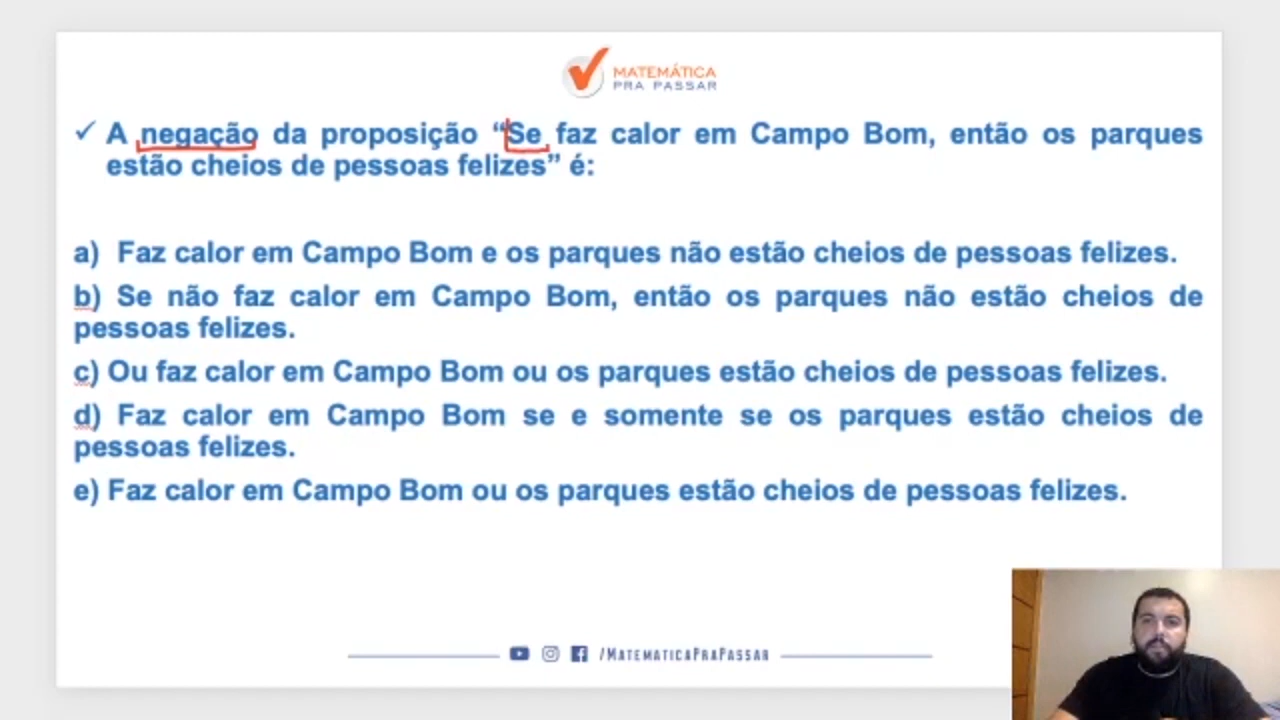 MATEMÁTICA
PRA PASSAR
✓ A negação da proposição “Se faz calor em Campo Bom, então os parques
estão cheios de pessoas felizes” é:
a) Faz calor em Campo Bom e os parques não estão cheios de pessoas felizes.
b) Se não faz calor em Campo Bom, então os parques não estão cheios de
pessoas felizes.
c) Ou faz calor em Campo Bom ou os parques estão cheios de pessoas felizes.
d) Faz calor em Campo Bom se e somente se os parques estão cheios de
pessoas felizes.
e) Faz calor em Campo Bom ou os parques estão cheios de pessoas felizes.
/MATEMATICAPRAPASSAR